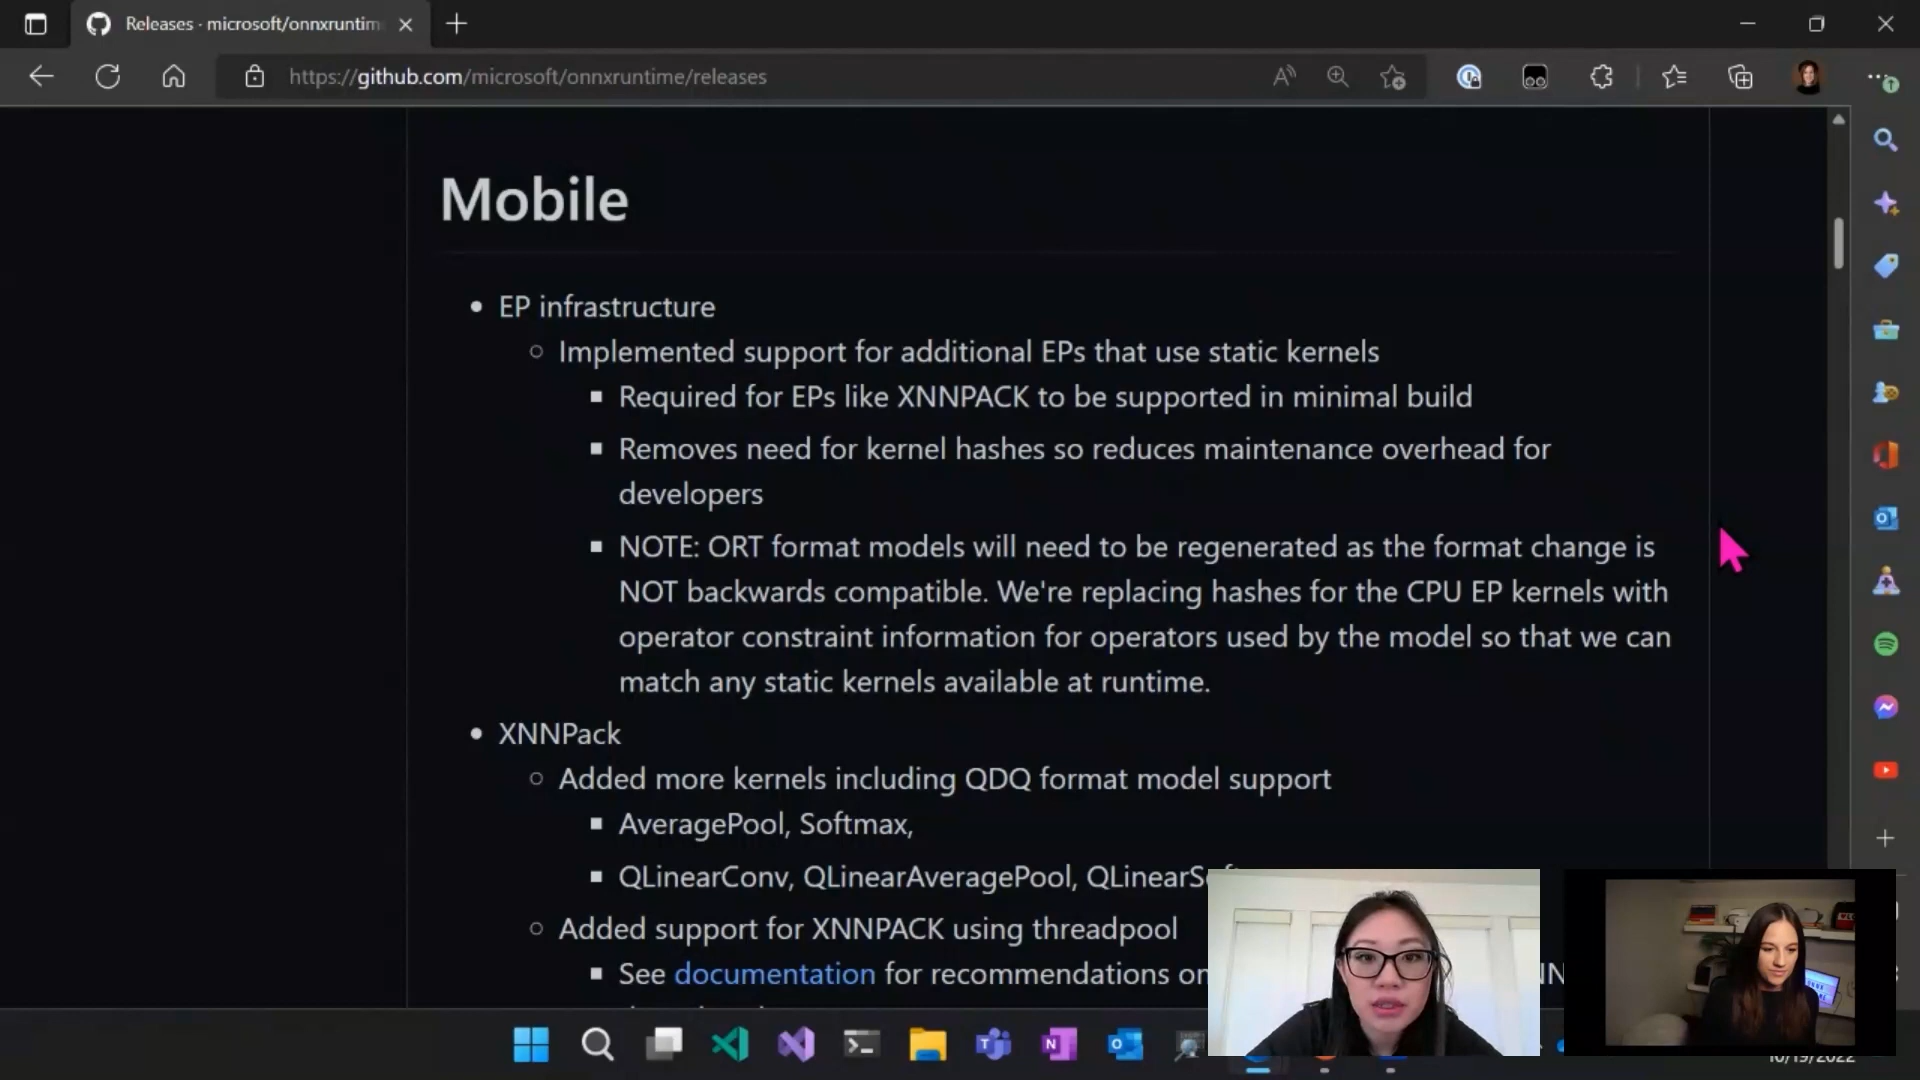 Releases · microsoft/onnxruntim
https://github.com/microsoft/onnxruntime/releases
Mobile
EP infrastructure
Implemented support for additional EPs that use static kernels
Required for EPs like XNNPACK to be supported in minimal build
Removes need for kernel hashes so reduces maintenance overhead for
developers
NOTE: ORT format models will need to be regenerated as the format change is
NOT backwards compatible. We're replacing hashes for the CPU EP kernels with
operator constraint information for operators used by the model so that we can
match any static kernels available at runtime.
XNNPack
Added more kernels including QDQ format model support
AveragePool, Softmax,
QLinearConv, QLinearAveragePool,
Added support for XNNPACK using threadpool
See documentation for recommendations on
10/19/2022